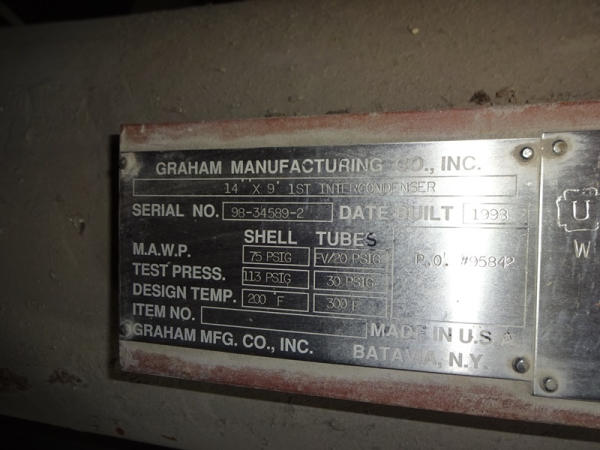 GRAHAM MANUFACTURING CO., INC.
14" X 9' 1ST INTERCONDENSER
SERIAL NO. 98-34589-2 DATE BUILT 1998
SHELL TUBES
M.A.W.P. 75 PSIG FV/20 PSIG P.O. #95842
TEST PRESS. 113 PSIG 30 PSIG
DESIGN TEMP. 200 °F 300 F
ITEM NO.
MADE IN U.S.A
GRAHAM MFG. CO., INC. BATAVIA, N.Y.
U
W